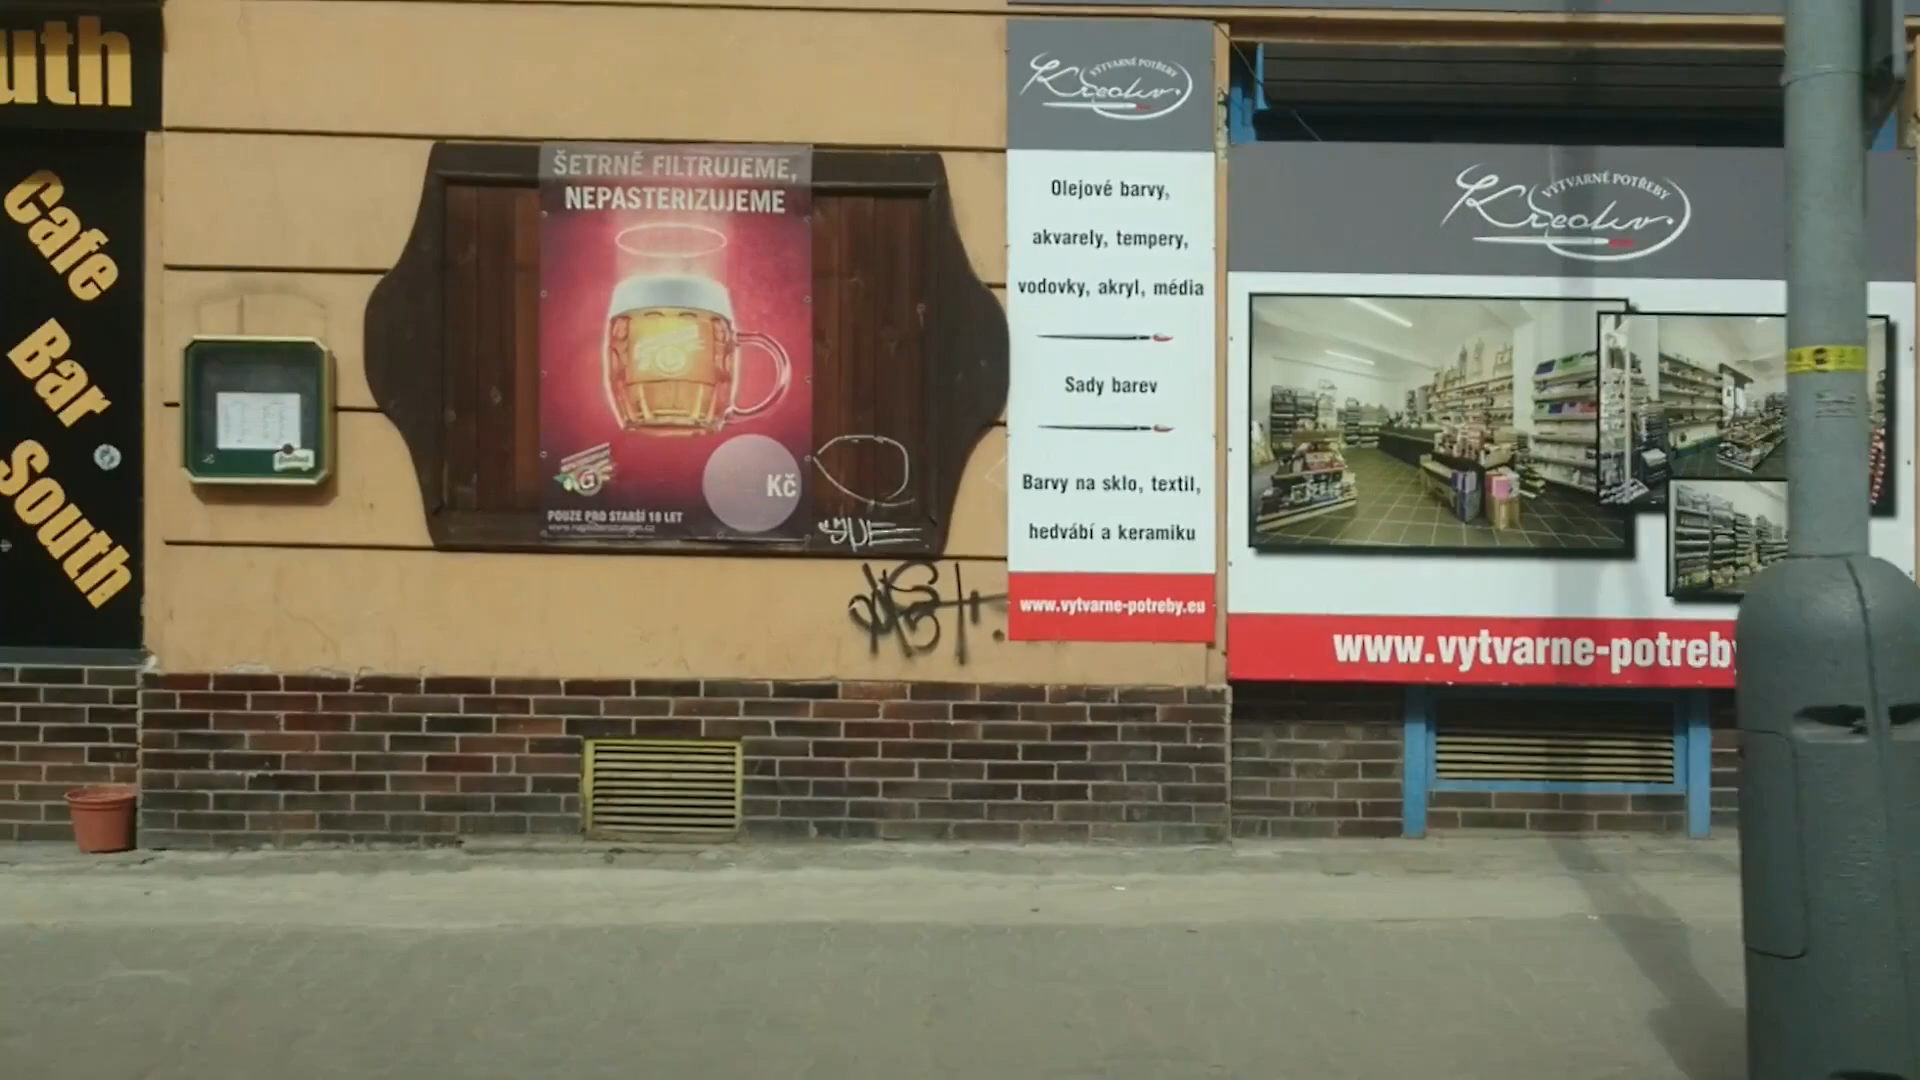 uth
Cafe
Bar
South
ŠETRNĚ FILTRUJEME,
NEPASTERIZUJEME
Kč
POUZE PRO STARŠÍ 18 LET
VÝTVARNÉ POTŘEBY
Kreativ
Olejové barvy,
akvarely, tempery,
vodovky, akryl, média
Sady barev
Barvy na sklo, textil,
hedvábí a keramiku
www.vytvarne-potreby.eu
VÝTVARNÉ POTŘEBY
Kreativ
www.vytvarne-potreby